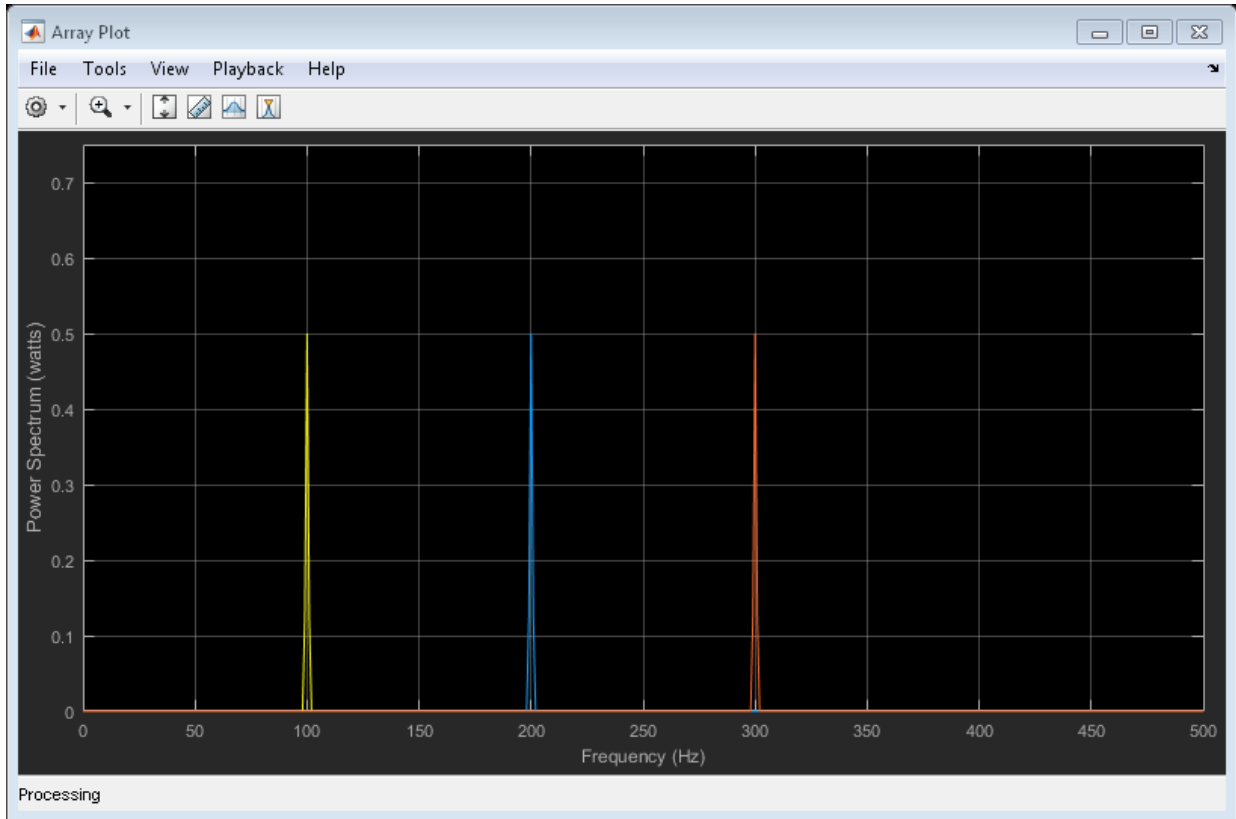 Array Plot
File Tools View Playback Help
0.7
0.6
0.5
0.4
0.3
0.2
0.1
0
Power Spectrum (watts)
0 50 100 150 200 250 300 350 400 450 500
Frequency (Hz)
Processing